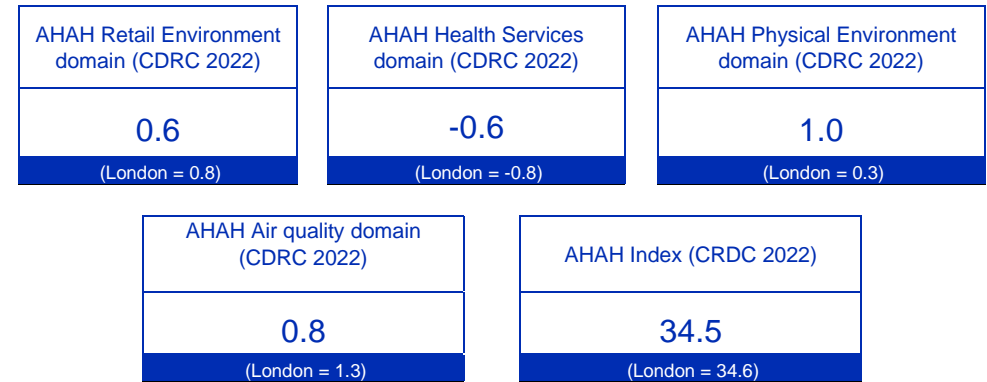 AHAH Retail Environment
domain (CDRC 2022)
0.6
(London = 0.8)
AHAH Health Services
domain (CDRC 2022)
-0.6
(London = -0.8)
AHAH Physical Environment
domain (CDRC 2022)
1.0
(London = 0.3)
AHAH Air quality domain
(CDRC 2022)
0.8
(London = 1.3)
AHAH Index (CRDC 2022)
34.5
(London = 34.6)